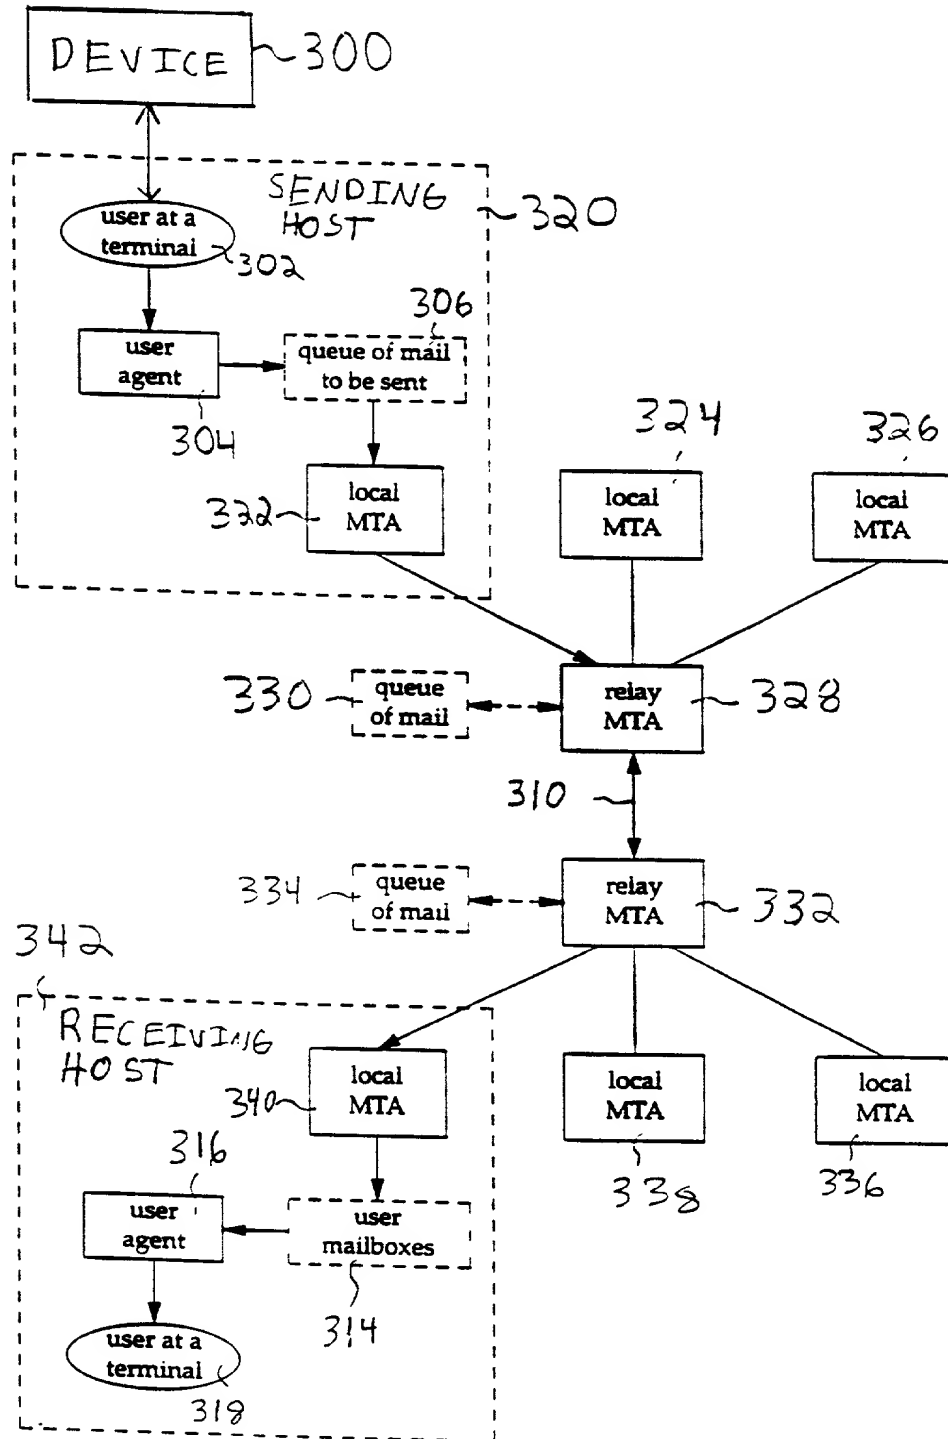 DEVICE 300
SENDING
HOST
320
user at a
terminal
302
306
user
agent
queue of mail
to be sent
304
324
326
322
local
MTA
local
MTA
local
MTA
330
queue
of mail
relay
MTA
328
310
334
queue
of mail
relay
MTA
332
342
RECEIVING
HOST
340
local
MTA
local
MTA
local
MTA
338
336
316
user
agent
user
mailboxes
314
user at a
terminal
318